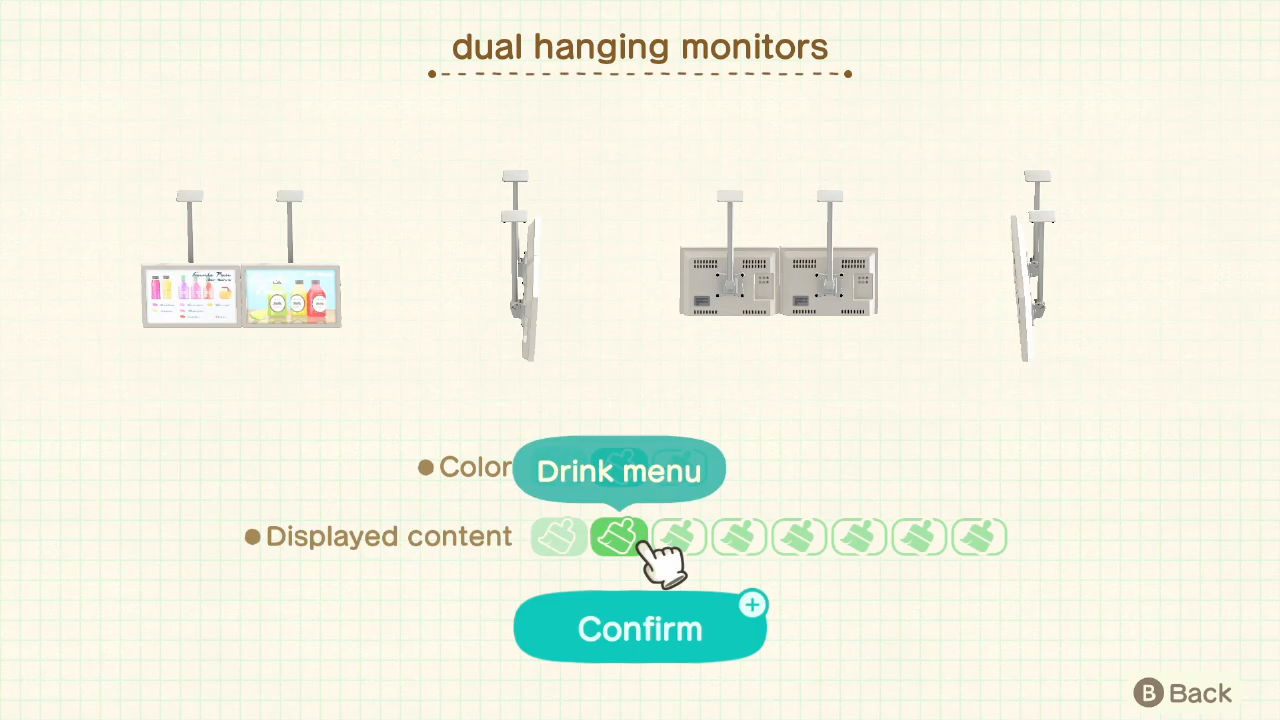 dual hanging monitors
Color
Drink menu
Displayed content
+
Confirm
B Back